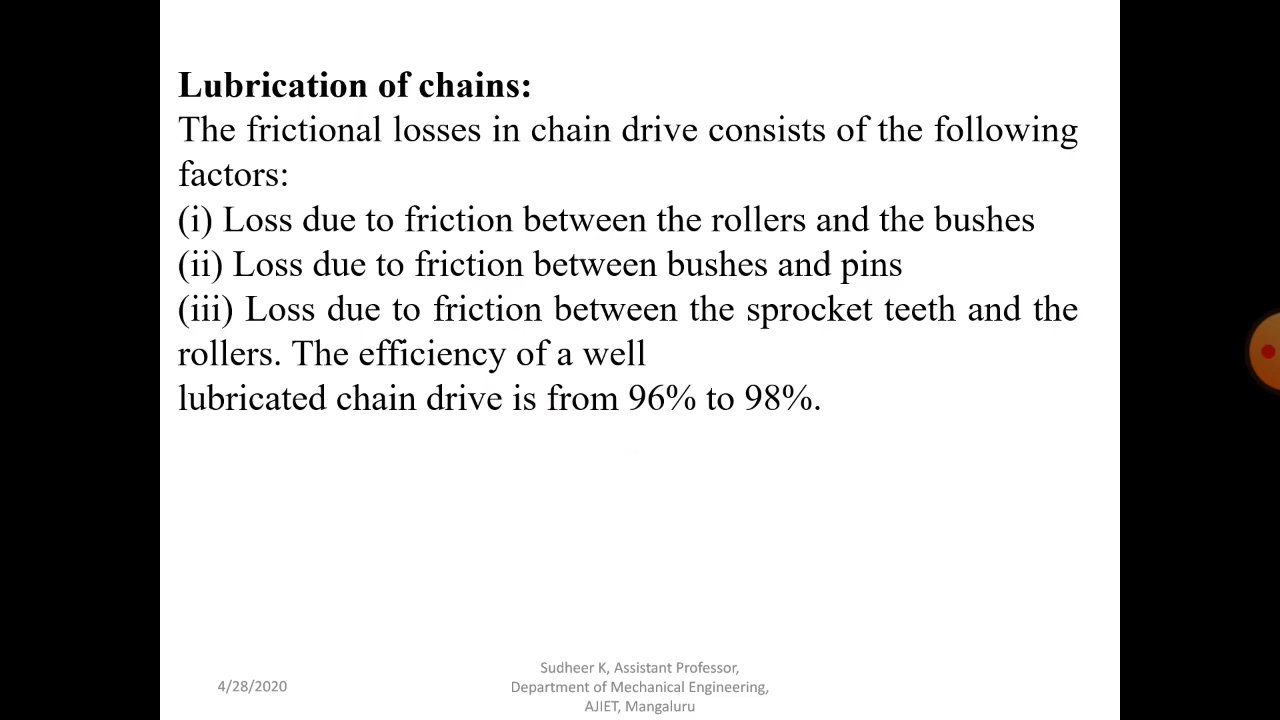 Lubrication of chains:
The frictional losses in chain drive consists of the following
factors:
(i) Loss due to friction between the rollers and the bushes
(ii) Loss due to friction between bushes and pins
(iii) Loss due to friction between the sprocket teeth and the
rollers. The efficiency of a well
lubricated chain drive is from 96% to 98%.
4/28/2020
Sudheer K, Assistant Professor,
Department of Mechanical Engineering,
AJIET, Mangaluru